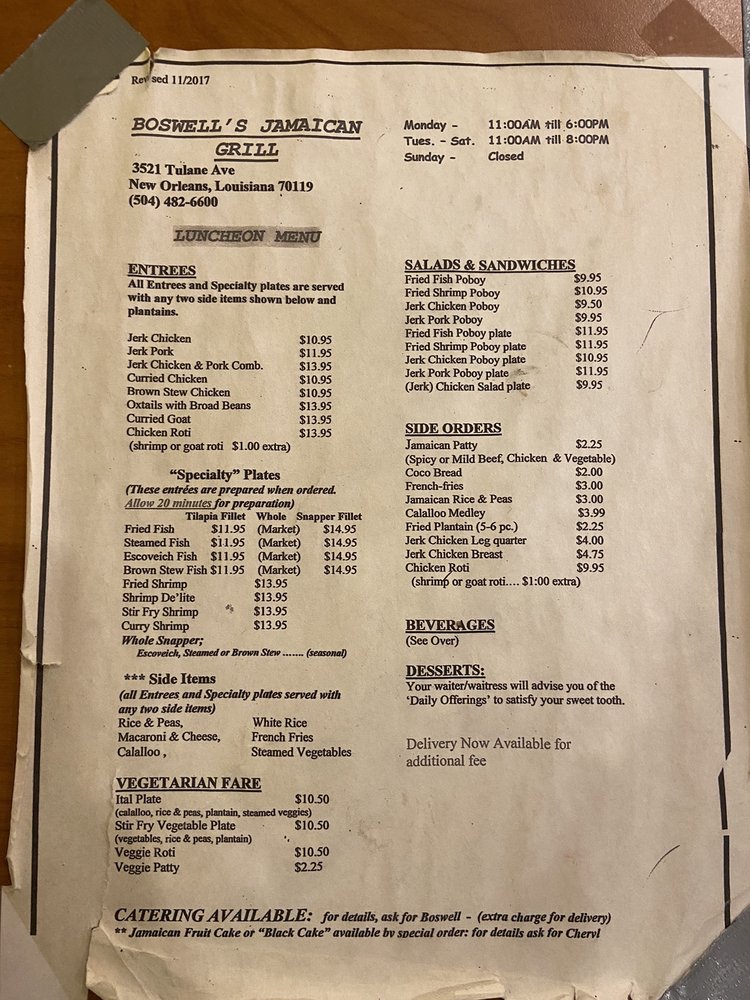 Revised 11/2017
BOSWELL'S JAMAICAN
GRILL
3521 Tulane Ave
New Orleans, Louisiana 70119
(504) 482-6600
Monday - 11:00AM till 6:00PM
Tues. - Sat. 11:00AM till 8:00PM
Sunday - Closed
LUNCHEON MENU
ENTREES
All Entrees and Specialty plates are served
with any two side items shown below and
plantains.
Jerk Chicken $10.95
Jerk Pork $11.95
Jerk Chicken & Pork Comb. $13.95
Curried Chicken $10.95
Brown Stew Chicken $10.95
Oxtails with Broad Beans $13.95
Curried Goat $13.95
Chicken Roti $13.95
(shrimp or goat roti $1.00 extra)
"Specialty" Plates
(These entrées are prepared when ordered.
Allow 20 minutes for preparation)
Tilapia Fillet Whole Snapper Fillet
Fried Fish $11.95 (Market) $14.95
Steamed Fish $11.95 (Market) $14.95
Escoveich Fish $11.95 (Market) $14.95
Brown Stew Fish $11.95 (Market) $14.95
Fried Shrimp $13.95
Shrimp De'lite $13.95
Stir Fry Shrimp $13.95
Curry Shrimp $13.95
Whole Snapper;
Escoveich, Steamed or Brown Stew ....... (seasonal)
*** Side Items
(all Entrees and Specialty plates served with
any two side items)
Rice & Peas, White Rice
Macaroni & Cheese, French Fries
Calalloo , Steamed Vegetables
VEGETARIAN FARE
Ital Plate $10.50
(calalloo, rice & peas, plantain, steamed veggies)
Stir Fry Vegetable Plate $10.50
(vegetables, rice & peas, plantain)
Veggie Roti $10.50
Veggie Patty $2.25
SALADS & SANDWICHES
Fried Fish Poboy $9.95
Fried Shrimp Poboy $10.95
Jerk Chicken Poboy $9.50
Jerk Pork Poboy $9.95
Fried Fish Poboy plate $11.95
Fried Shrimp Poboy plate $11.95
Jerk Chicken Poboy plate $10.95
Jerk Pork Poboy plate $11.95
(Jerk) Chicken Salad plate $9.95
SIDE ORDERS
Jamaican Patty $2.25
(Spicy or Mild Beef, Chicken & Vegetable)
Coco Bread $2.00
French-fries $3.00
Jamaican Rice & Peas $3.00
Calalloo Medley $3.99
Fried Plantain (5-6 pc.) $2.25
Jerk Chicken Leg quarter $4.00
Jerk Chicken Breast $4.75
Chicken Roti $9.95
(shrimp or goat roti.... $1:00 extra)
BEVERAGES
(See Over)
DESSERTS:
Your waiter/waitress will advise you of the
'Daily Offerings' to satisfy your sweet tooth.
Delivery Now Available for
additional fee
CATERING AVAILABLE: for details, ask for Boswell - (extra charge for delivery)
** Jamaican Fruit Cake or "Black Cake" available by special order: for details ask for Cheryl